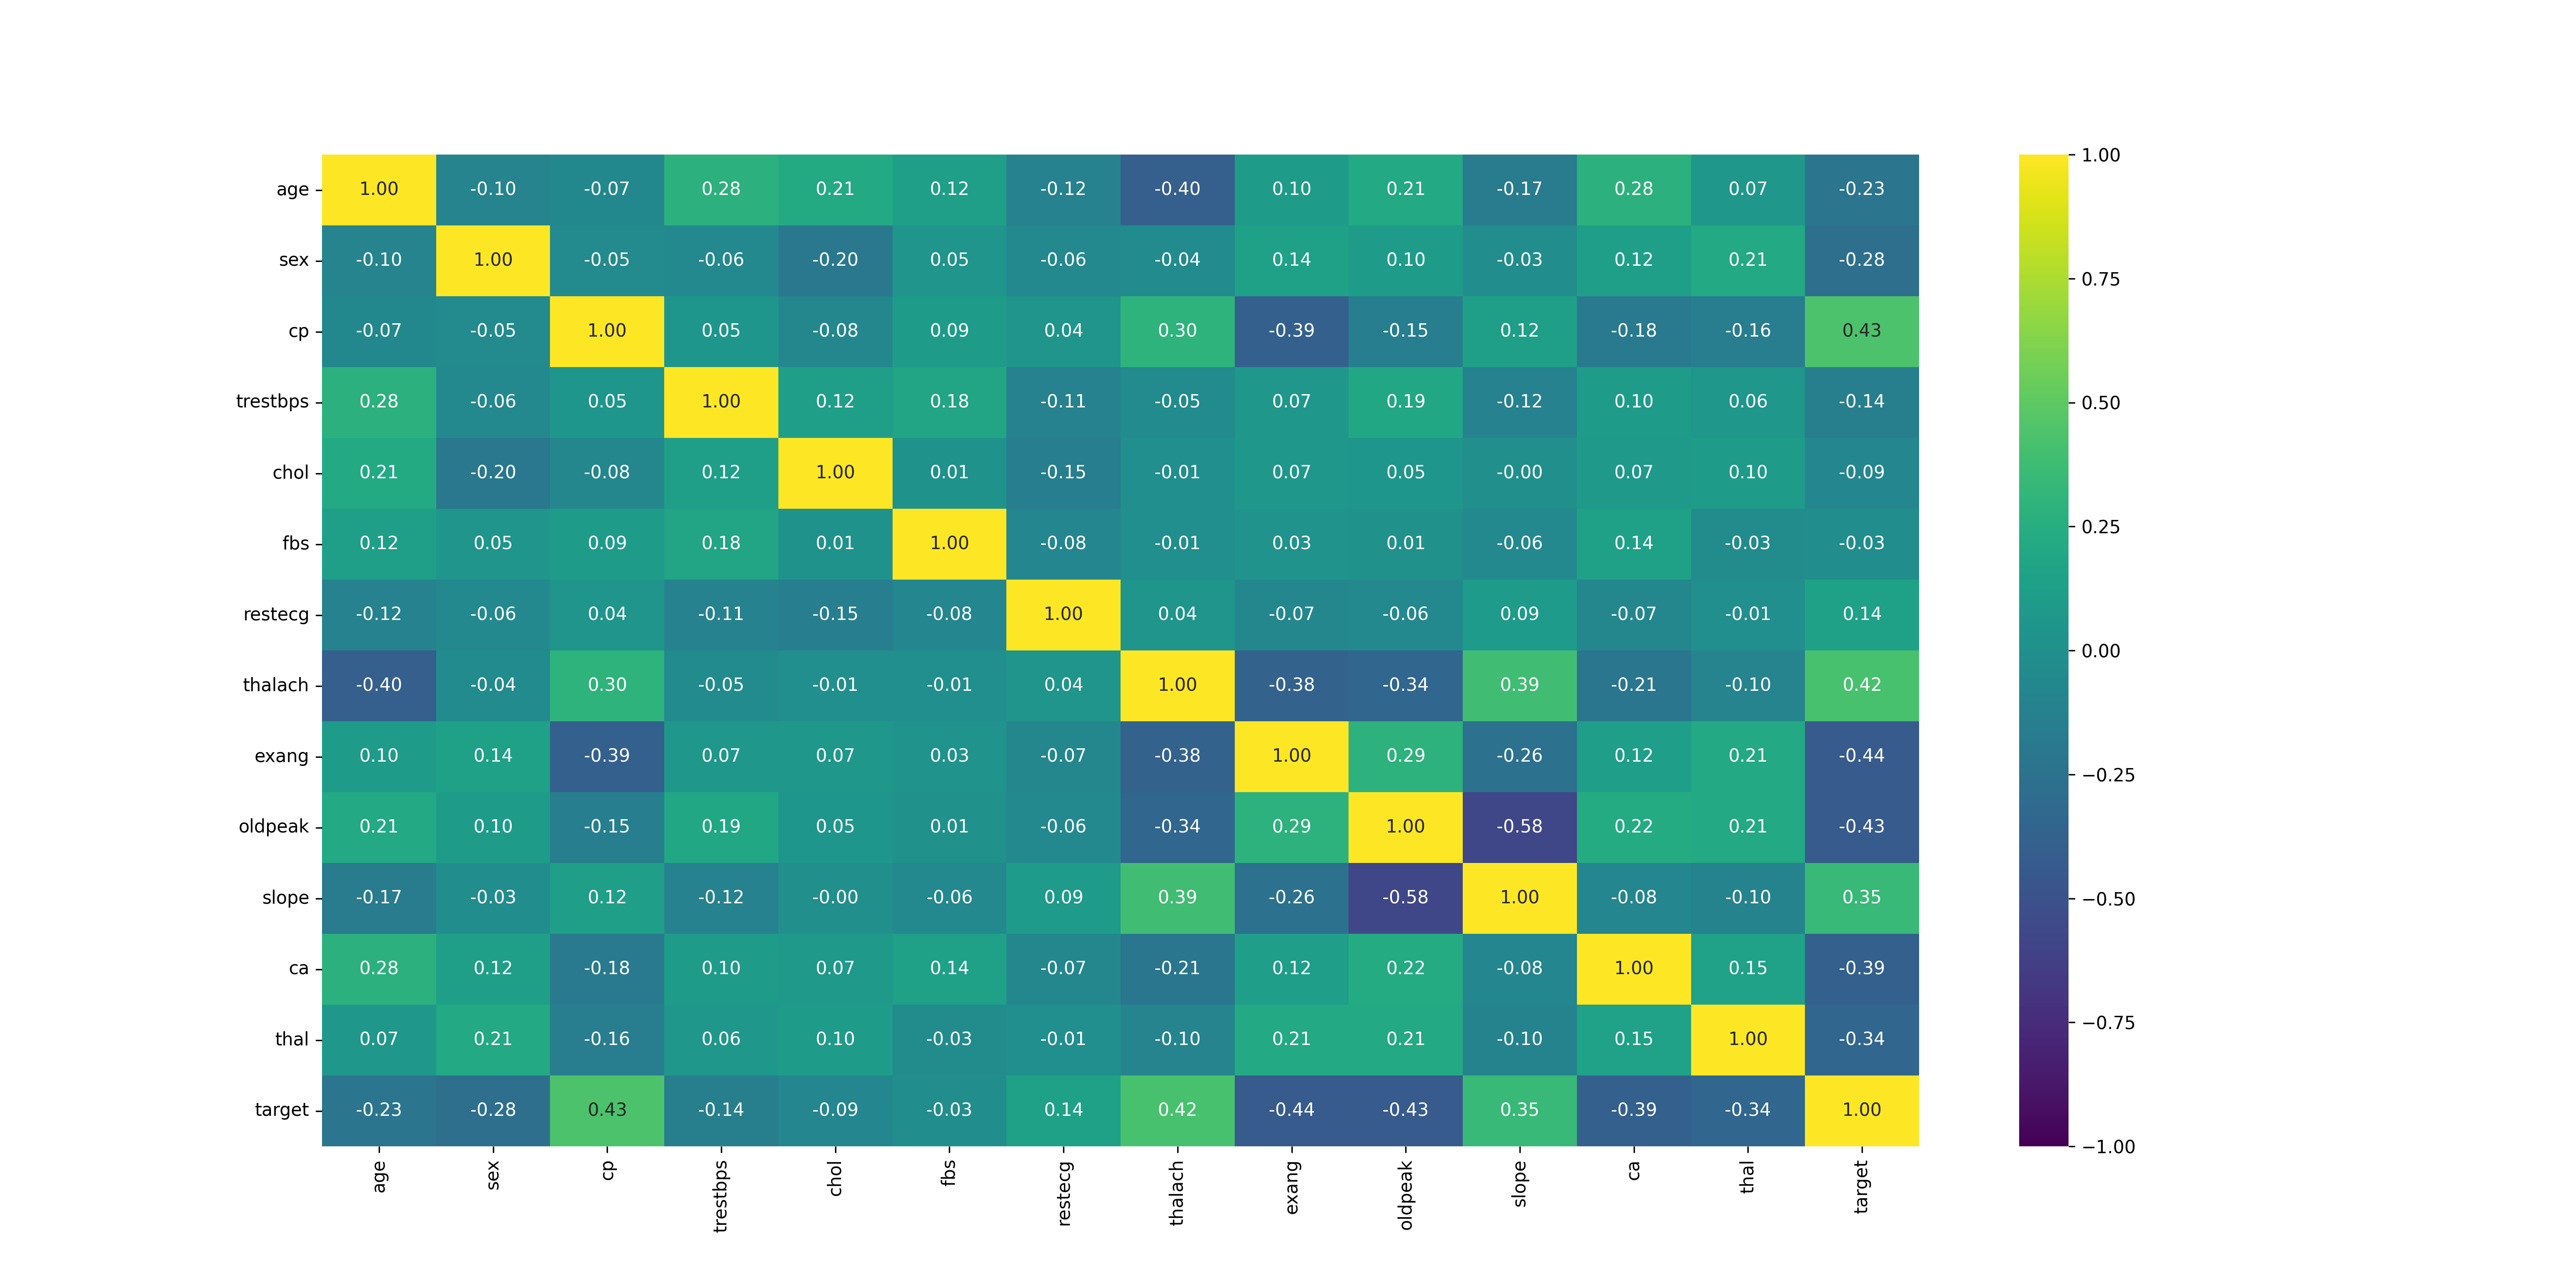 age 1.00 -0.10 -0.07 0.28 0.21 0.12 -0.12 -0.40 0.10 0.21 -0.17 0.28 0.07 -0.23
sex -0.10 1.00 -0.05 -0.06 -0.20 0.05 -0.06 -0.04 0.14 0.10 -0.03 0.12 0.21 -0.28
cp -0.07 -0.05 1.00 0.05 -0.08 0.09 0.04 0.30 -0.39 -0.15 0.12 -0.18 -0.16 0.43
trestbps 0.28 -0.06 0.05 1.00 0.12 0.18 -0.11 -0.05 0.07 0.19 -0.12 0.10 0.06 -0.14
chol 0.21 -0.20 -0.08 0.12 1.00 0.01 -0.15 -0.01 0.07 0.05 -0.00 0.07 0.10 -0.09
fbs 0.12 0.05 0.09 0.18 0.01 1.00 -0.08 -0.01 0.03 0.01 -0.06 0.14 -0.03 -0.03
restecg -0.12 -0.06 0.04 -0.11 -0.15 -0.08 1.00 0.04 -0.07 -0.06 0.09 -0.07 -0.01 0.14
thalach -0.40 -0.04 0.30 -0.05 -0.01 -0.01 0.04 1.00 -0.38 -0.34 0.39 -0.21 -0.10 0.42
exang 0.10 0.14 -0.39 0.07 0.07 0.03 -0.07 -0.38 1.00 0.29 -0.26 0.12 0.21 -0.44
oldpeak 0.21 0.10 -0.15 0.19 0.05 0.01 -0.06 -0.34 0.29 1.00 -0.58 0.22 0.21 -0.43
slope -0.17 -0.03 0.12 -0.12 -0.00 -0.06 0.09 0.39 -0.26 -0.58 1.00 -0.08 -0.10 0.35
ca 0.28 0.12 -0.18 0.10 0.07 0.14 -0.07 -0.21 0.12 0.22 -0.08 1.00 0.15 -0.39
thal 0.07 0.21 -0.16 0.06 0.10 -0.03 -0.01 -0.10 0.21 0.21 -0.10 0.15 1.00 -0.34
target -0.23 -0.28 0.43 -0.14 -0.09 -0.03 0.14 0.42 -0.44 -0.43 0.35 -0.39 -0.34 1.00
age sex cp trestbps chol fbs restecg thalach exang oldpeak slope ca thal target
1.00
0.75
0.50
0.25
0.00
−0.25
−0.50
−0.75
−1.00